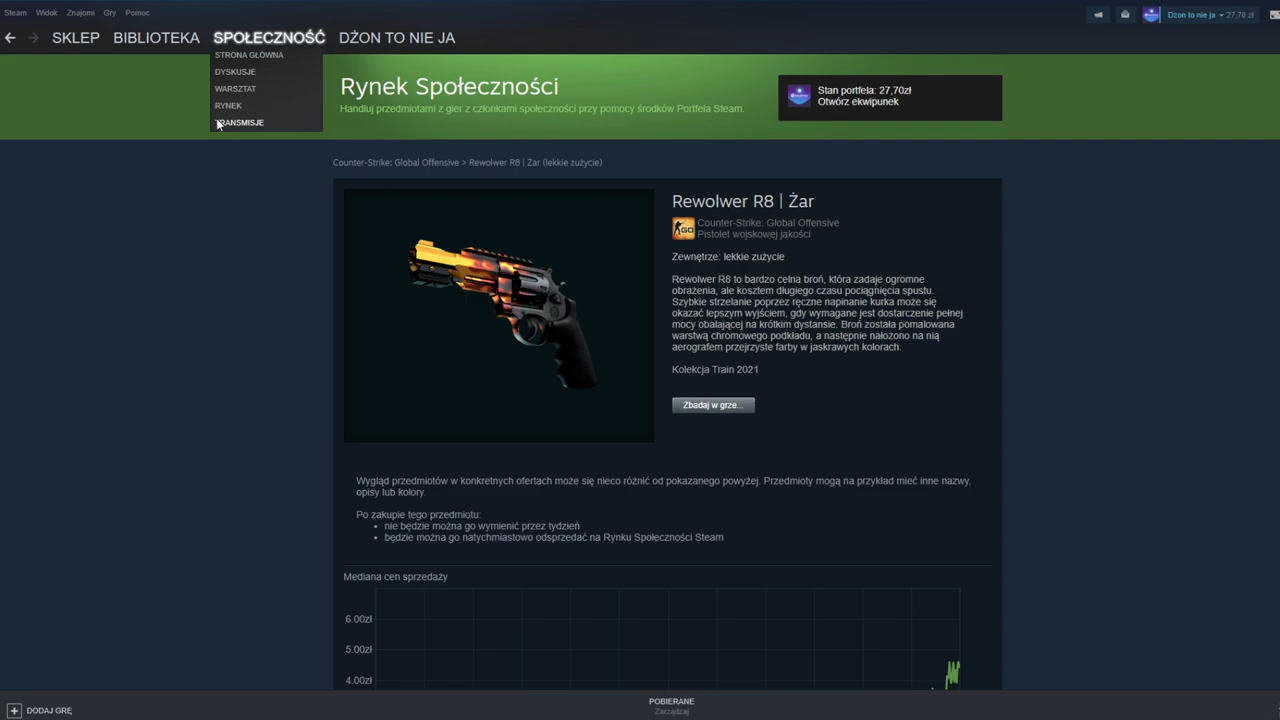 Steam Widok Znajomi Gry Pomoc
Dżon to nie ja 27,70 zł
SKLEP BIBLIOTEKA SPOŁECZNOŚĆ DŻON TO NIE JA
STRONA GŁÓWNA
DYSKUSJE
WARSZTAT
RYNEK
TRANSMISJE
Rynek Społeczności
Handluj przedmiotami z gier z członkami społeczności przy pomocy środków Portfela Steam.
Stan portfela: 27,70zł
Otwórz ekwipunek
Counter-Strike: Global Offensive > Rewolwer R8 | Żar (lekkie zużycie)
Rewolwer R8 | Żar
GO
Counter-Strike: Global Offensive
Pistolet wojskowej jakości
Zewnętrze: lekkie zużycie
Rewolwer R8 to bardzo celna broń, która zadaje ogromne
obrażenia, ale kosztem długiego czasu pociągnięcia spustu.
Szybkie strzelanie poprzez ręczne napinanie kurka może się
okazać lepszym wyjściem, gdy wymagane jest dostarczenie pełnej
mocy obalającej na krótkim dystansie. Broń została pomalowana
warstwą chromowego podkładu, a następnie nałożono na nią
aerografem przejrzyste farby w jaskrawych kolorach.
Kolekcja Train 2021
Zbadaj w grze...
Wygląd przedmiotów w konkretnych ofertach może się nieco różnić od pokazanego powyżej. Przedmioty mogą na przykład mieć inne nazwy,
opisy lub kolory.
Po zakupie tego przedmiotu:
• nie będzie można go wymienić przez tydzień
• będzie można go natychmiastowo odsprzedać na Rynku Społeczności Steam
Mediana cen sprzedaży
6.00zł
5.00zł
4.00zł
DODAJ GRĘ
POBIERANE
Zarządzaj